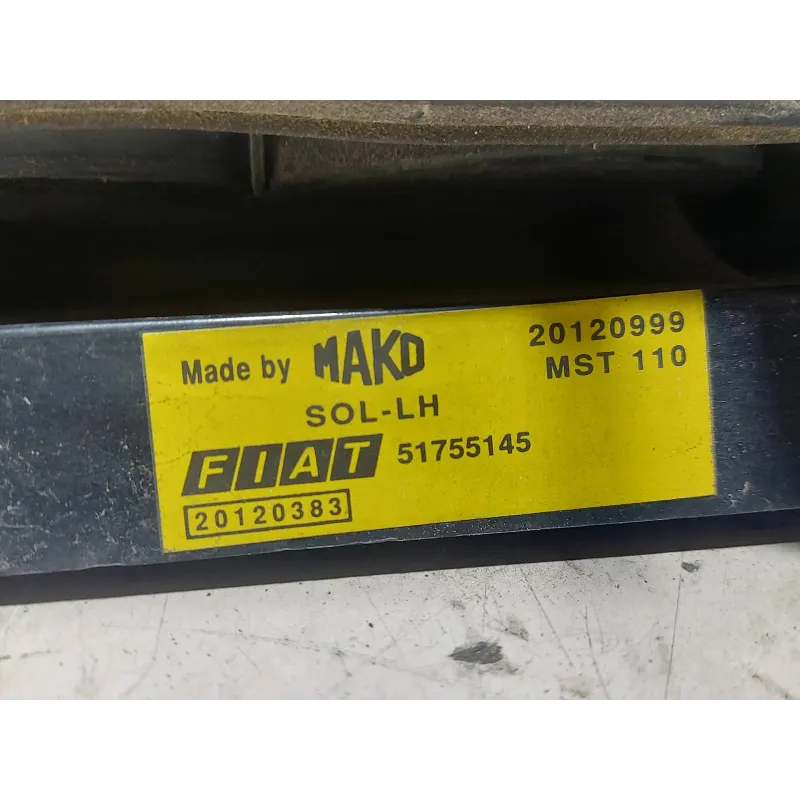 Made by MAKO 20120999
MST 110
SOL-LH
FIAT 51755145
20120383